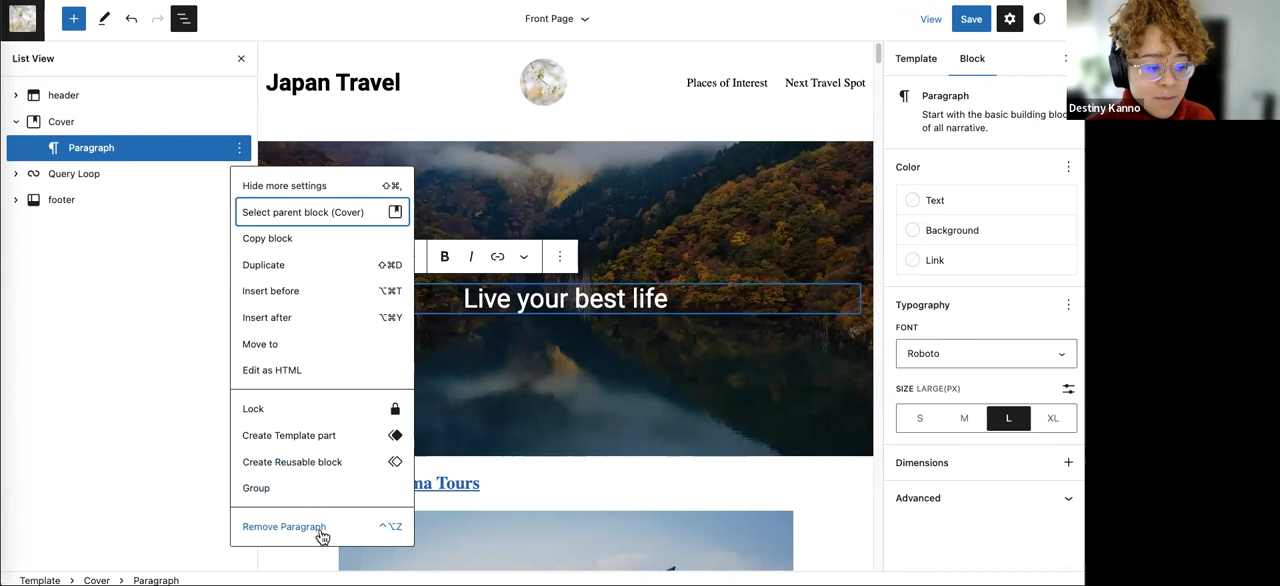 Front Page
View
Save
List View
header
Cover
Paragraph
Query Loop
footer
Hide more settings ⇧⌘,
Select parent block (Cover)
Copy block
Duplicate ⇧⌘D
Insert before ⌥⌘T
Insert after ⌥⌘Y
Move to
Edit as HTML
Lock
Create Template part
Create Reusable block
Group
Remove Paragraph ^⌥Z
Japan Travel
Places of Interest Next Travel Spot
B I
Live your best life
Tours
Template Block
Paragraph
Start with the basic building
of all narrative.
Color
Text
Background
Link
Typography
FONT
Roboto
SIZE LARGE(PX)
S M L XL
Dimensions
Advanced
Destiny Kanno
Template > Cover > Paragraph